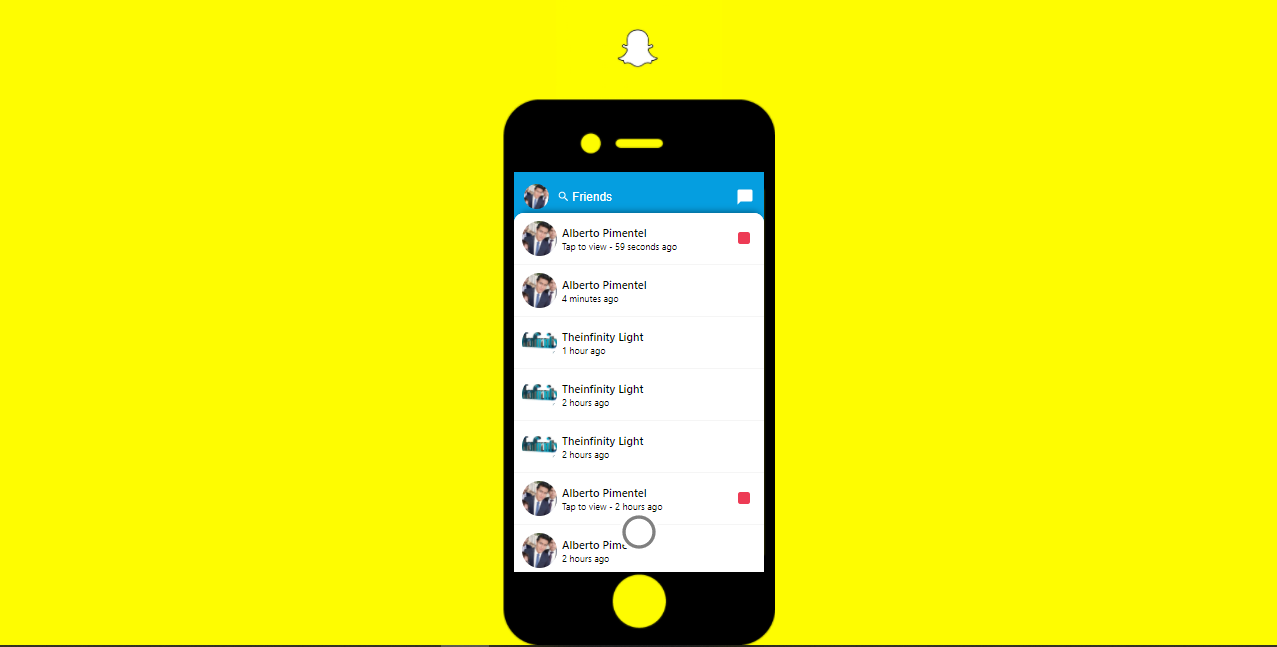 Friends
Alberto Pimentel
Tap to view - 59 seconds ago
Alberto Pimentel
4 minutes ago
Theinfinity Light
1 hour ago
Theinfinity Light
2 hours ago
Theinfinity Light
2 hours ago
Alberto Pimentel
Tap to view - 2 hours ago
Alberto
2 hours ago